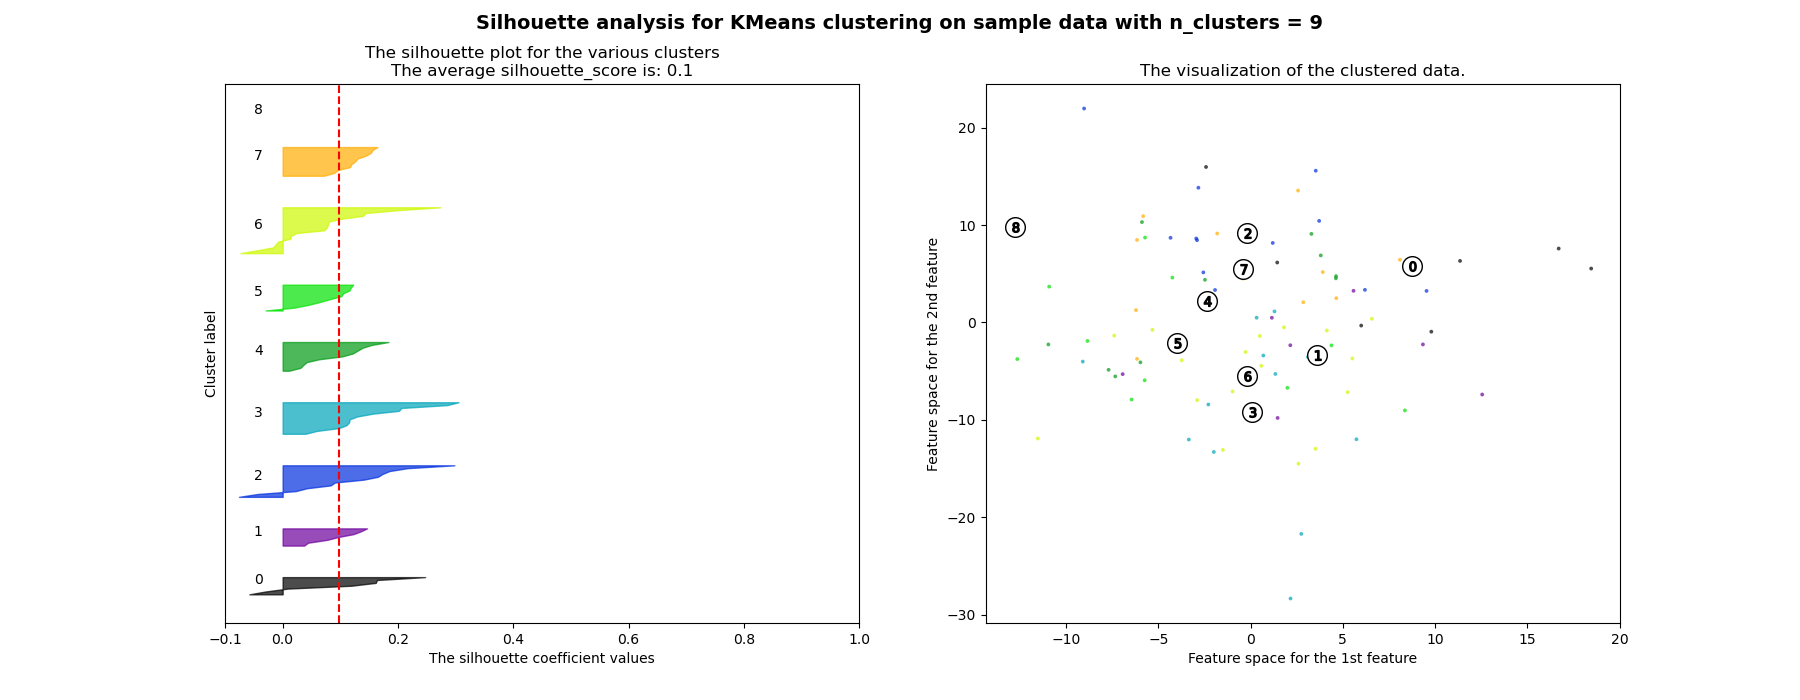 Silhouette analysis for KMeans clustering on sample data with n_clusters = 9
The silhouette plot for the various clusters
The average silhouette_score is: 0.1
8
7
6
5
4
3
2
1
0
Cluster label
−0.1 0.0 0.2 0.4 0.6 0.8 1.0
The silhouette coefficient values
The visualization of the clustered data.
20
10
0
−10
−20
−30
Feature space for the 2nd feature
8
2
0
7
4
5
1
6
3
−10 −5 0 5 10 15 20
Feature space for the 1st feature